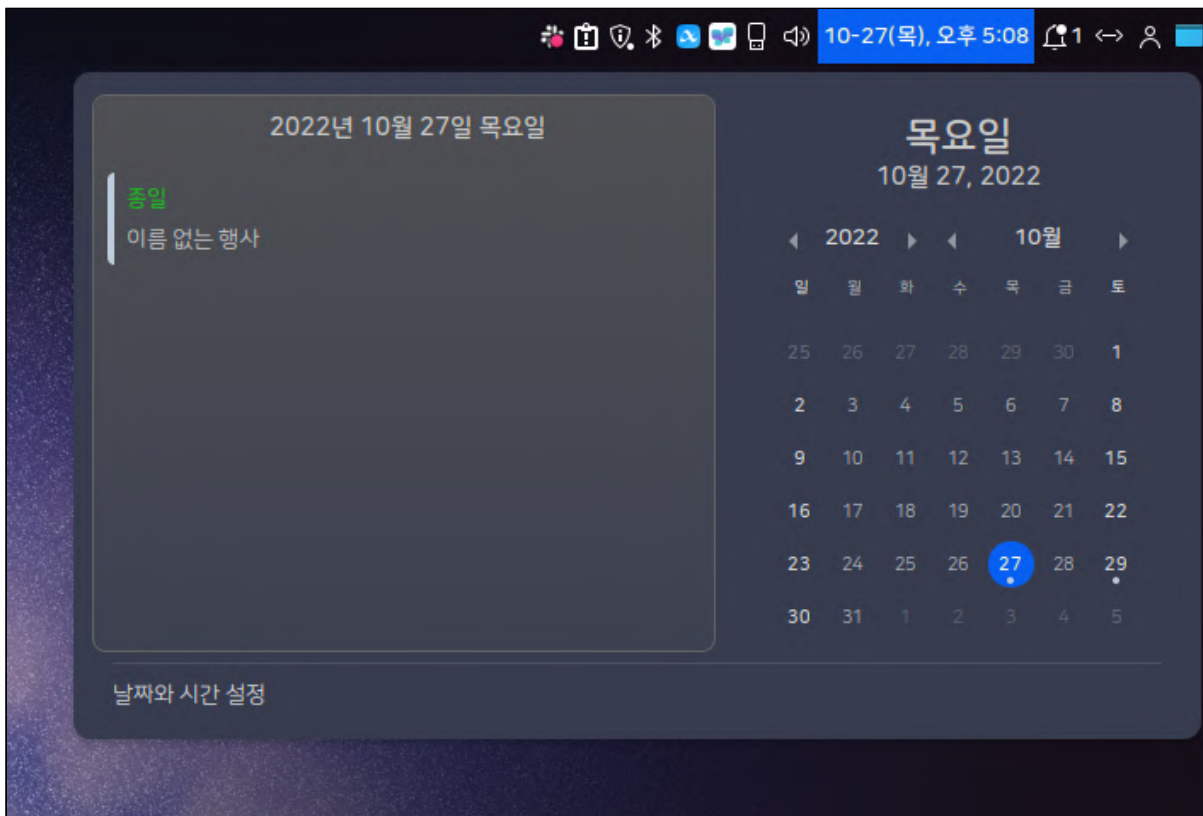 10-27(목), 오후 5:08 1
2022년 10월 27일 목요일
종일
이름 없는 행사
목요일
10월 27, 2022
2022 10월
일 월 화 수 목 금 토
25 26 27 28 29 30 1
2 3 4 5 6 7 8
9 10 11 12 13 14 15
16 17 18 19 20 21 22
23 24 25 26 27 28 29
30 31 1 2 3 4 5
날짜와 시간 설정